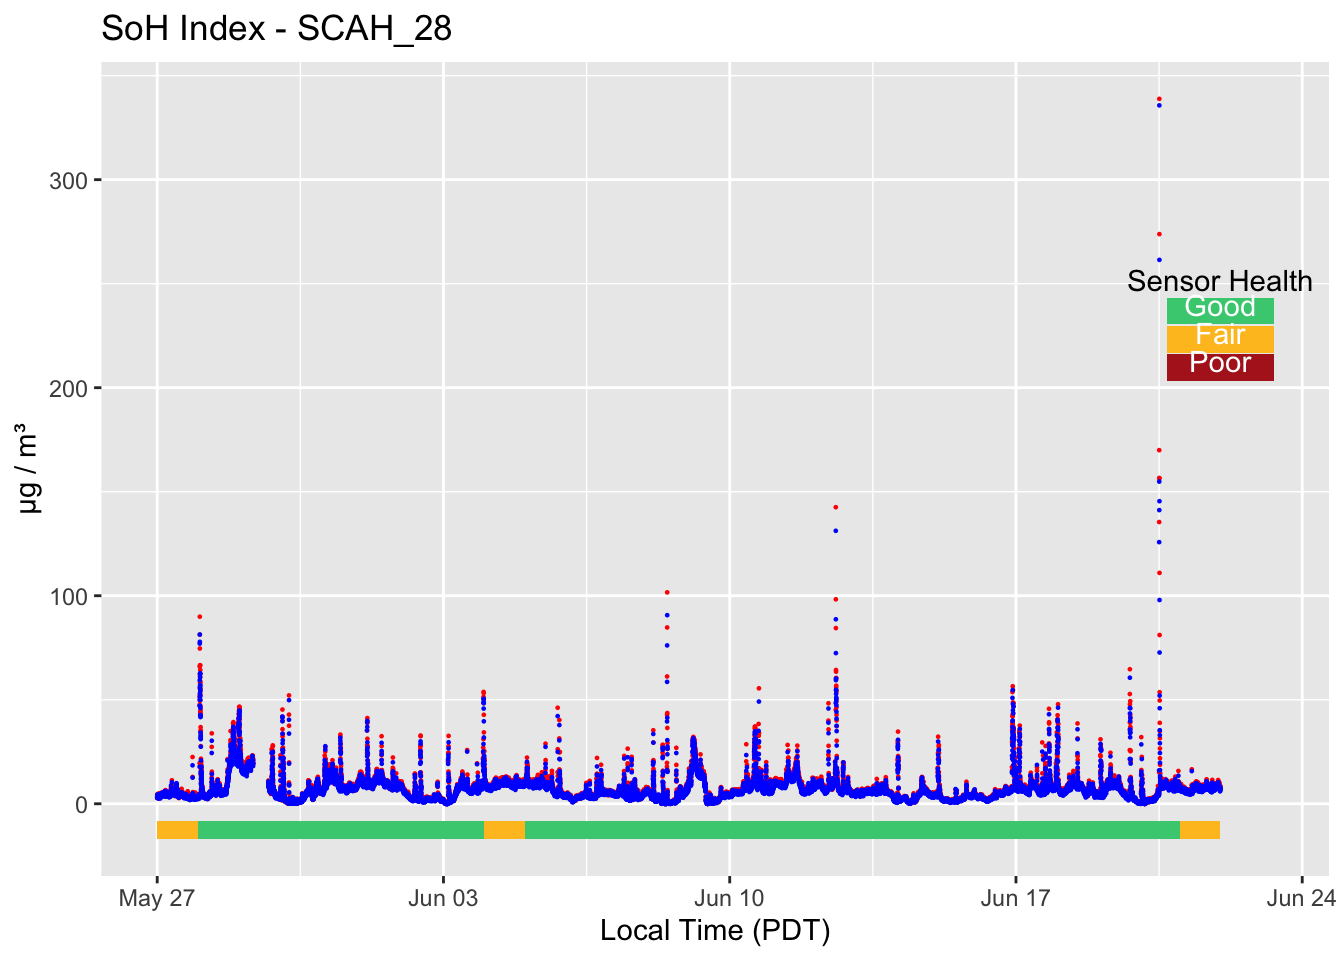 SoH Index - SCAH_28
µg / m³
300
200
100
0
Sensor Health
Good
Fair
Poor
May 27
Jun 03
Jun 10
Jun 17
Jun 24
Local Time (PDT)